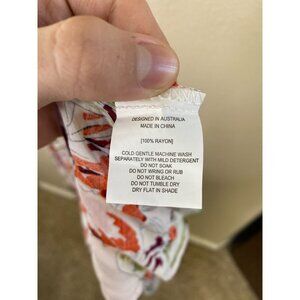 DESIGNED IN AUSTRALIA
MADE IN CHINA
[100% RAYON]
COLD GENTLE MACHINE WASH
SEPARATELY WITH MILD DETERGENT
DO NOT SOAK
DO NOT WRING OR RUB
DO NOT BLEACH
DO NOT TUMBLE DRY
DRY FLAT IN SHADE